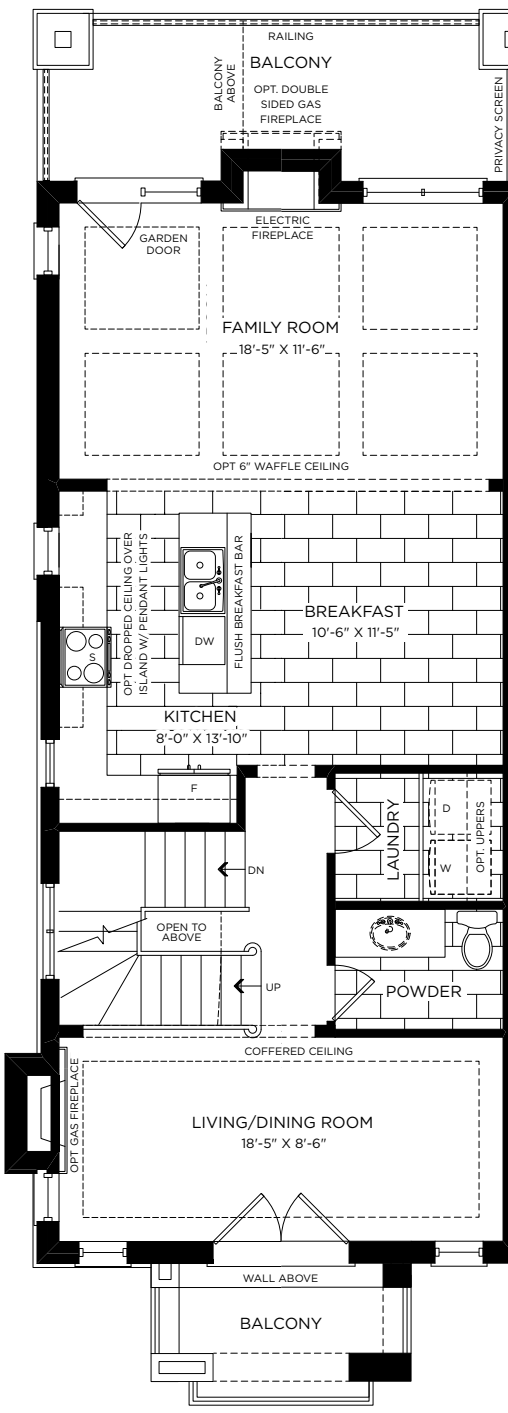 RAILING
BALCONY
BALCONY
ABOVE
OPT. DOUBLE
SIDED GAS
FIREPLACE
PRIVACY SCREEN
ELECTRIC
FIREPLACE
GARDEN
DOOR
FAMILY ROOM
18'-5" X 11'-6"
OPT 6" WAFFLE CEILING
OPT DROPPED CEILING OVER
ISLAND W/ PENDANT LIGHTS
FLUSH BREAKFAST BAR
DW
S
BREAKFAST
10'-6" X 11'-5"
KITCHEN
8'-0" X 13'-10"
F
LAUNDRY
D
W
OPT. UPPERS
DN
OPEN TO
ABOVE
UP
POWDER
COFFERED CEILING
OPT GAS FIREPLACE
LIVING/DINING ROOM
18'-5" X 8'-6"
WALL ABOVE
BALCONY